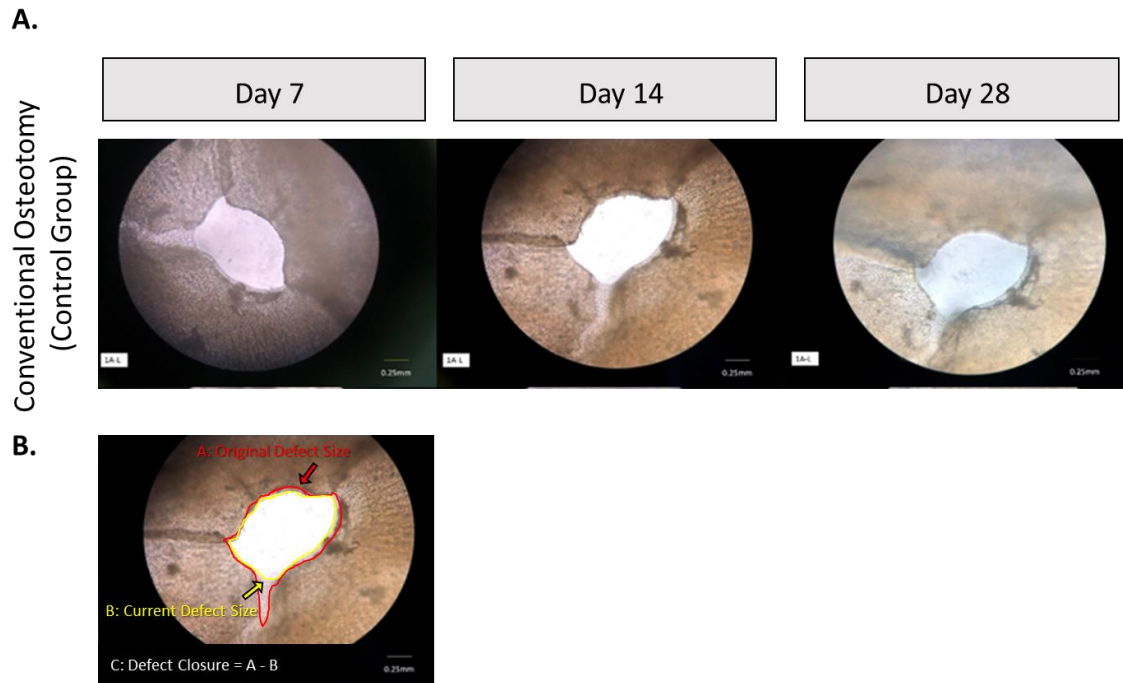 A.
Day 7
Day 14
Day 28
Conventional Osteotomy
(Control Group)
1A-L
0.25mm
1A L
0.25mm
1A-L
0.25mm
B.
A: Original Defect Size
B: Current Defect Size
C: Defect Closure = A - B
0.25mm